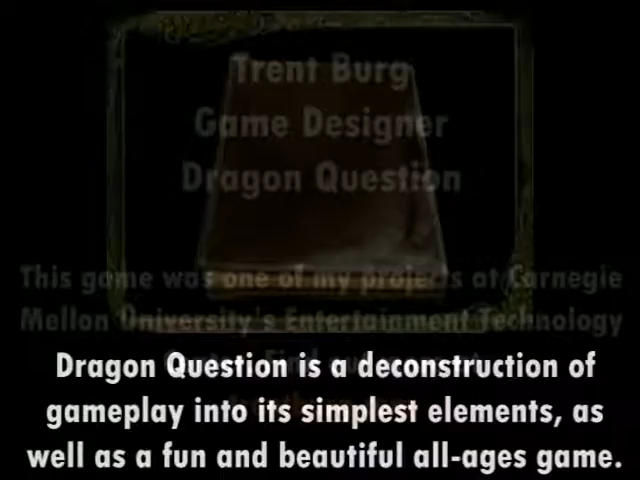 Trent Burg
Game Designer
Dragon Question
This game was one of my projects at Carnegie
Mellon University's Entertainment Technology
Dragon Question is a deconstruction of
gameplay into its simplest elements, as
well as a fun and beautiful all-ages game.